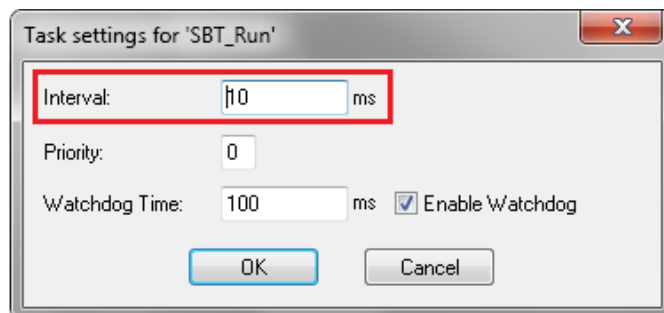 Task settings for 'SBT_Run'
Interval: 10 ms
Priority: 0
Watchdog Time: 100 ms Enable Watchdog
OK Cancel